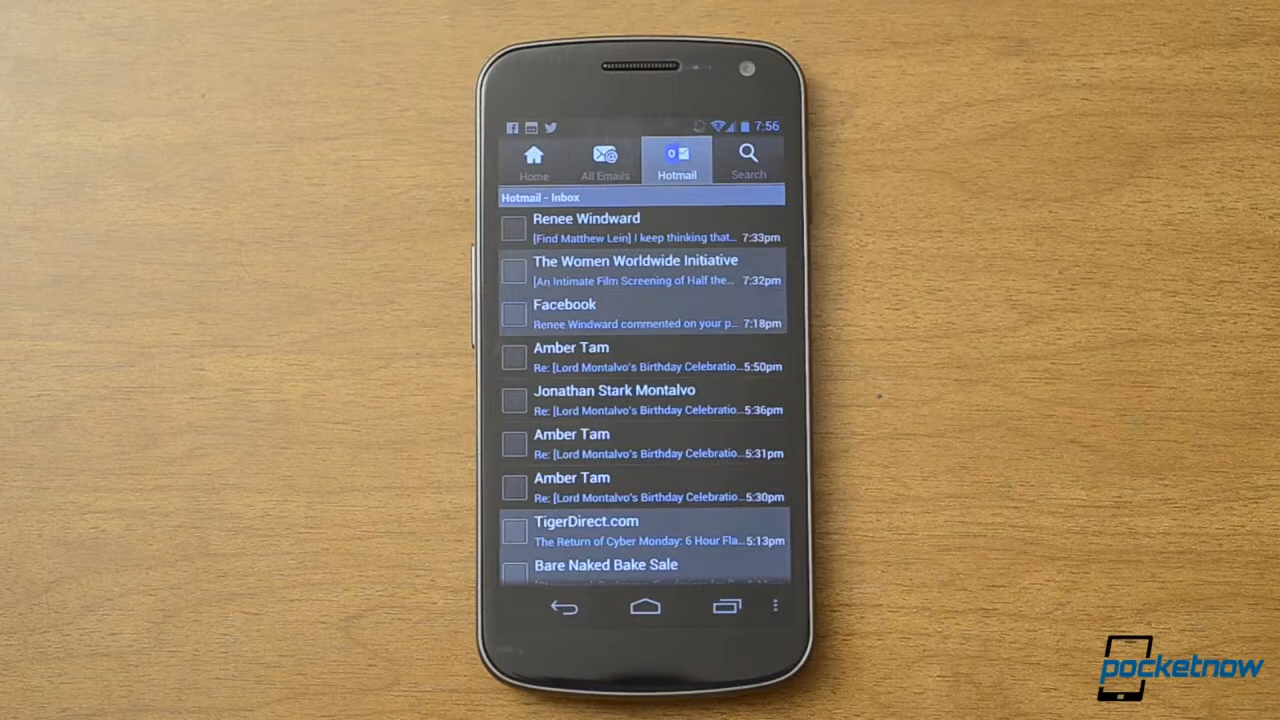 7:56
Home
All Emails
Hotmail
Search
Hotmail - Inbox
Renee Windward
[Find Matthew Lein] I keep thinking that... 7:33pm
The Women Worldwide Initiative
[An Intimate Film Screening of Half the... 7:32pm
Facebook
Renee Windward commented on your p... 7:18pm
Amber Tam
Re: [Lord Montalvo's Birthday Celebratio... 5:50pm
Jonathan Stark Montalvo
Re: [Lord Montalvo's Birthday Celebratio... 5:36pm
Amber Tam
Re: [Lord Montalvo's Birthday Celebratio... 5:31pm
Amber Tam
Re: [Lord Montalvo's Birthday Celebratio... 5:30pm
TigerDirect.com
The Return of Cyber Monday: 6 Hour Fla... 5:13pm
Bare Naked Bake Sale
pocketnow